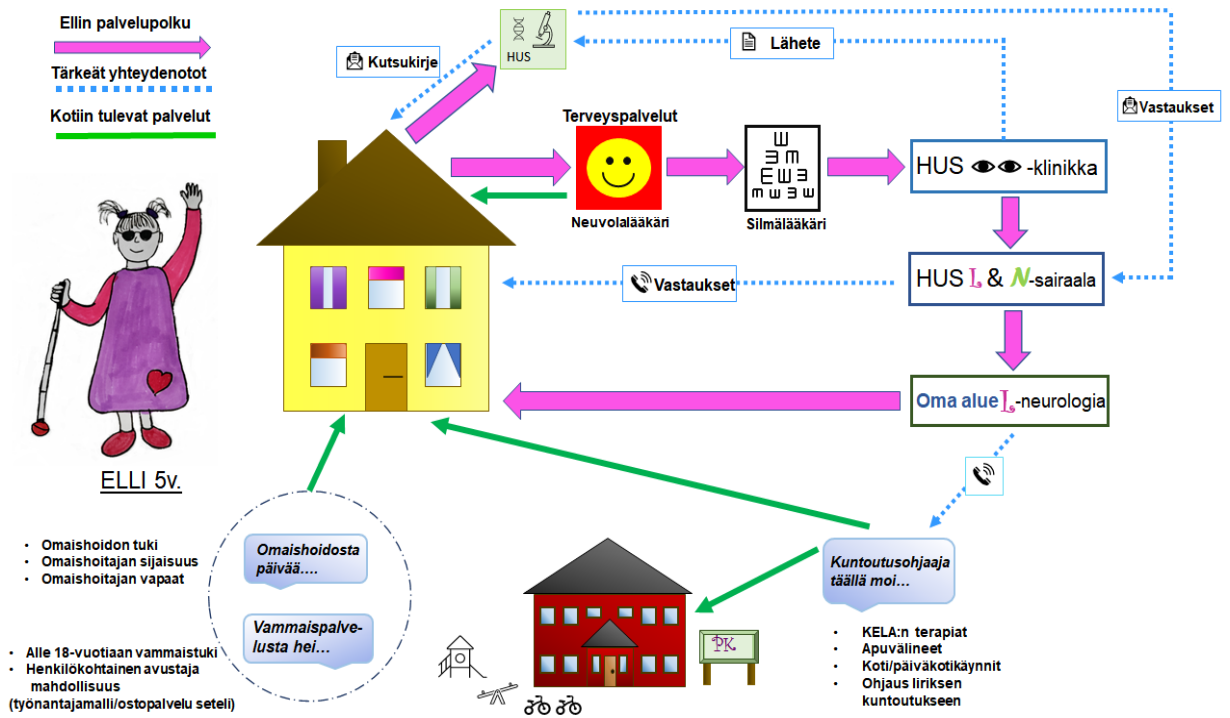 Ellin palvelupolku
Tärkeät yhteydenotot
Kotiin tulevat palvelut
HUS
Kutsukirje
Lähete
Vastaukset
Terveyspalvelut
Neuvolalääkäri
Silmälääkäri
HUS -klinikka
Vastaukset
HUS L & N-sairaala
Oma alue L-neurologia
ELLI 5v.
• Omaishoidon tuki
• Omaishoitajan sijaisuus
• Omaishoitajan vapaat
Omaishoidosta
päivää....
Vammaispalve-
lusta hei...
• Alle 18-vuotiaan vammaistuki
• Henkilökohtainen avustaja
mahdollisuus
(työnantajamalli/ostopalvelu seteli)
PK
Kuntoutusohjaaja
täällä moi...
• KELA:n terapiat
• Apuvälineet
• Koti/päiväkotikäynnit
• Ohjaus Iiriksen
kuntoutukseen